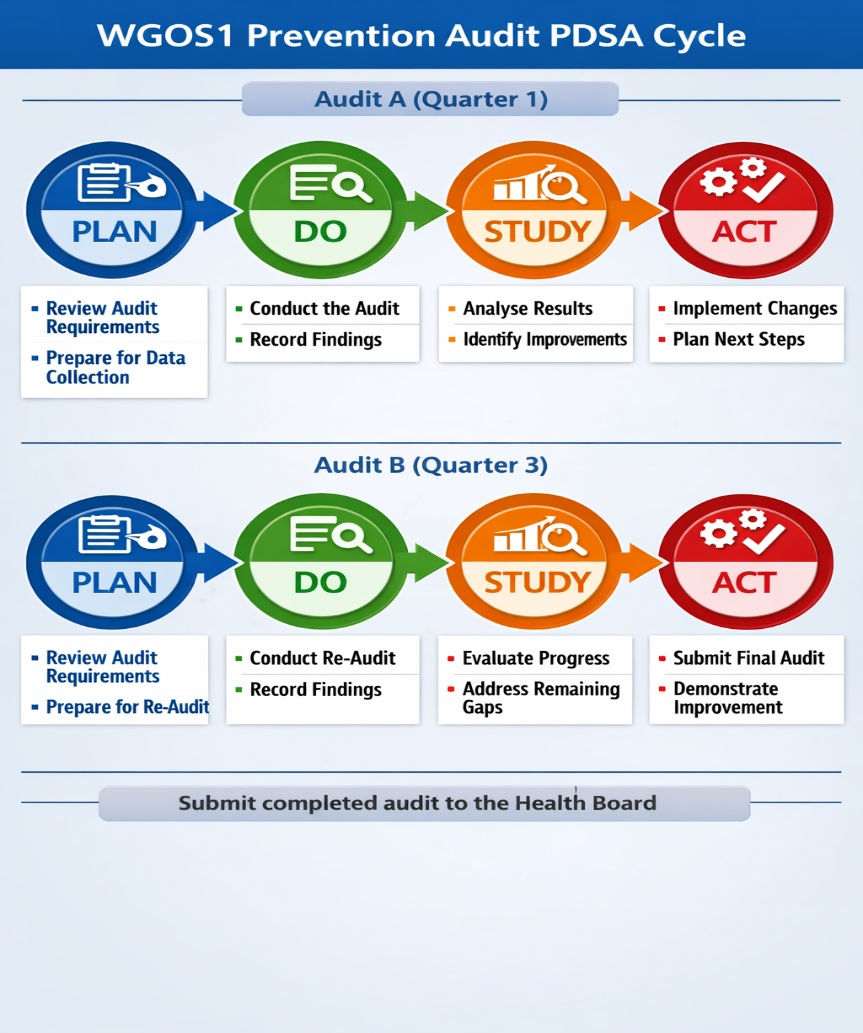 WGOS1 Prevention Audit PDSA Cycle
Audit A (Quarter 1)
PLAN
DO
STUDY
ACT
Review Audit
Requirements
Prepare for Data
Collection
Conduct the Audit
Record Findings
Analyse Results
Identify Improvements
Implement Changes
Plan Next Steps
Audit B (Quarter 3)
PLAN
DO
STUDY
ACT
Review Audit
Requirements
Prepare for Re-Audit
Conduct Re-Audit
Record Findings
Evaluate Progress
Address Remaining
Gaps
Submit Final Audit
Demonstrate
Improvement
Submit completed audit to the Health Board